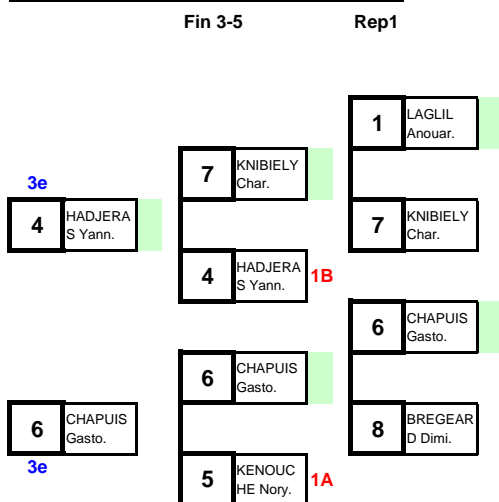 Fin 3-5
Rep1
1
LAGLIL
Anouar.
7
KNIBIELY
Char.
3e
4
HADJERA
S Yann.
7
KNIBIELY
Char.
4
HADJERA
S Yann.
1B
6
CHAPUIS
Gasto.
6
CHAPUIS
Gasto.
6
CHAPUIS
Gasto.
8
BREGEAR
D Dimi.
3e
5
KENOUC
HE Nory.
1A